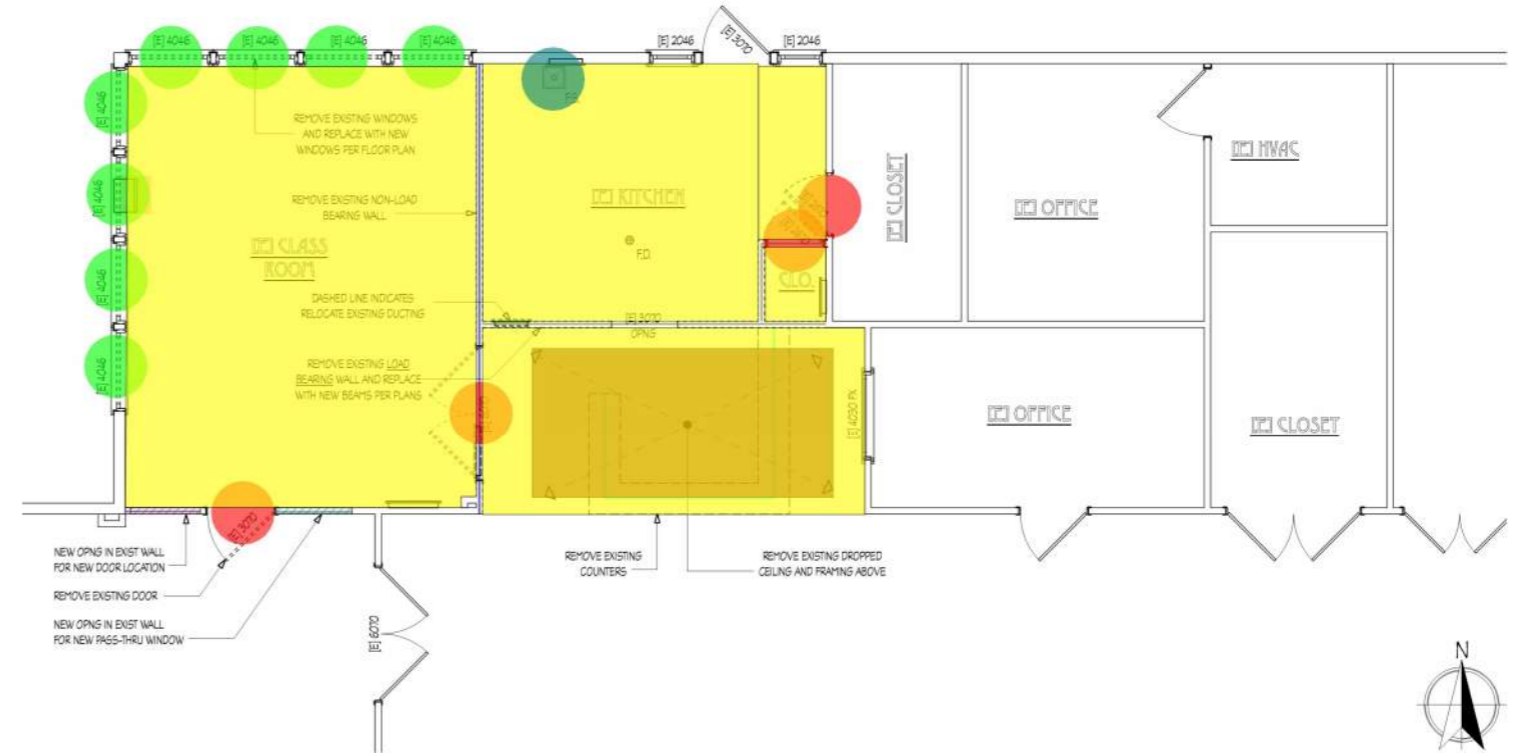 [E] 4046
[E] 4046
[E] 4046
[E] 4046
[E] 2046
[E] 3070
[E] 2046
[E] 4046
[E] 4046
[E] 4046
[E] 4046
REMOVE EXISTING WINDOWS
AND REPLACE WITH NEW
WINDOWS PER FLOOR PLAN
REMOVE EXISTING NON-LOAD
BEARING WALL
[E] CLASS
ROOM
DASHED LINE INDICATES
RELOCATE EXISTING DUCTING
REMOVE EXISTING LOAD
BEARING WALL AND REPLACE
WITH NEW BEAMS PER PLANS
F.S.
[E] KITCHEN
F.D.
CLO.
[E] 3070
OPNG
[E] CLOSET
[E] OFFICE
[E] HVAC
[E] 4030 FX
[E] OFFICE
[E] CLOSET
[E] 3070
NEW OPNG IN EXIST WALL
FOR NEW DOOR LOCATION
REMOVE EXISTING DOOR
NEW OPNG IN EXIST WALL
FOR NEW PASS-THRU WINDOW
REMOVE EXISTING
COUNTERS
REMOVE EXISTING DROPPED
CEILING AND FRAMING ABOVE
[E] 6070
N